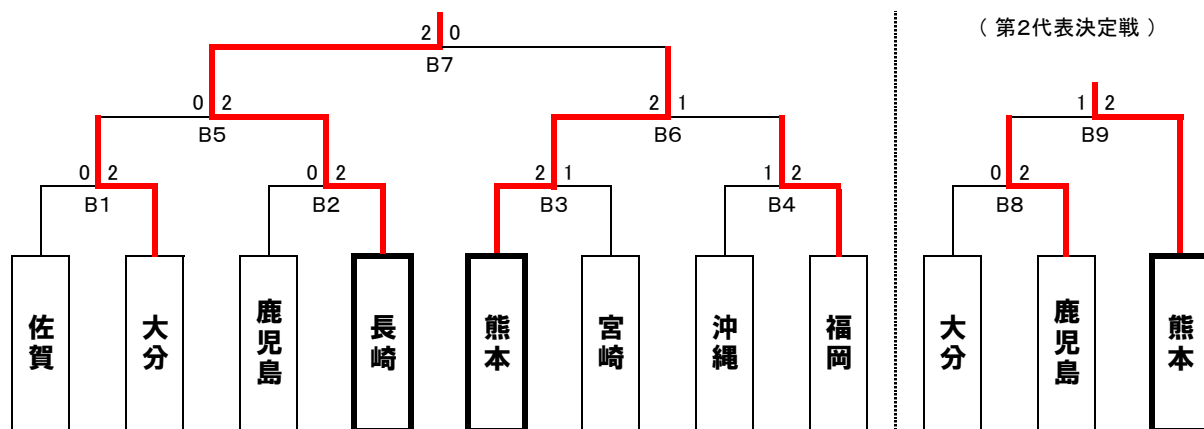 2 0
B7
( 第2代表決定戦 )
0 2
B5
2 1
B6
1 2
B9
0 2
B1
0 2
B2
2 1
B3
1 2
B4
0 2
B8
佐賀
大分
鹿児島
長崎
熊本
宮崎
沖縄
福岡
大分
鹿児島
熊本